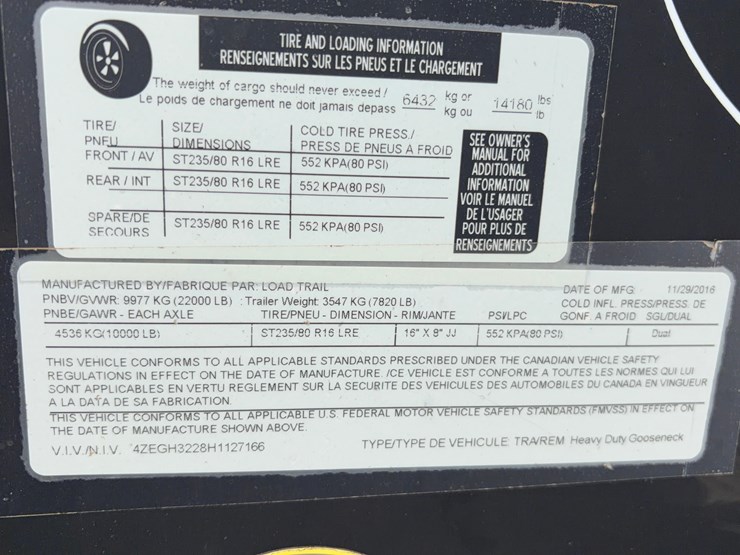 TIRE AND LOADING INFORMATION
RENSEIGNEMENTS SUR LES PNEUS ET LE CHARGEMENT
The weight of cargo should never exceed / 6432 kg or 14180 lbs
Le poids de chargement ne doit jamais depass kg ou lb
TIRE/ SIZE/ COLD TIRE PRESS./
PNEU DIMENSIONS PRESS DE PNEUS A FROID
FRONT / AV ST235/80 R16 LRE 552 KPA(80 PSI)
REAR / INT ST235/80 R16 LRE 552 KPA(80 PSI)
SPARE/DE SECOURS ST235/80 R16 LRE 552 KPA(80 PSI)
SEE OWNER'S
MANUAL FOR
ADDITIONAL
INFORMATION
VOIR LE MANUEL
DE L'USAGER
POUR PLUS DE
RENSEIGNEMENTS
MANUFACTURED BY/FABRIQUE PAR: LOAD TRAIL DATE OF MFG: 11/29/2016
PNBV/GVWR: 9977 KG (22000 LB) : Trailer Weight: 3547 KG (7820 LB) COLD INFL. PRESS/PRESS. DE
PNBE/GAWR - EACH AXLE TIRE/PNEU - DIMENSION - RIM/JANTE PSI/LPC GONF. A FROID SGL/DUAL
4536 KG(10000 LB) ST235/80 R16 LRE 16" X 8" JJ 552 KPA(80 PSI) Dual
THIS VEHICLE CONFORMS TO ALL APPLICABLE STANDARDS PRESCRIBED UNDER THE CANADIAN VEHICLE SAFETY
REGULATIONS IN EFFECT ON THE DATE OF MANUFACTURE. /CE VEHICLE EST CONFORME A TOUTES LES NORMES QUI LUI
SONT APPLICABLES EN VERTU REGLEMENT SUR LA SECURITE DES VEHICULES DES AUTOMOBILES DU CANADA EN VINGUEUR
A LA DATA DE SA FABRICATION.
THIS VEHICLE CONFORMS TO ALL APPLICABLE U.S. FEDERAL MOTOR VEHICLE SAFETY STANDARDS (FMVSS) IN EFFECT ON
THE DATE OF MANUFACTURE SHOWN ABOVE.
V.I.V./N.I.V. 4ZEGH3228H1127166 TYPE/TYPE DE VEHICULE: TRA/REM Heavy Duty Gooseneck